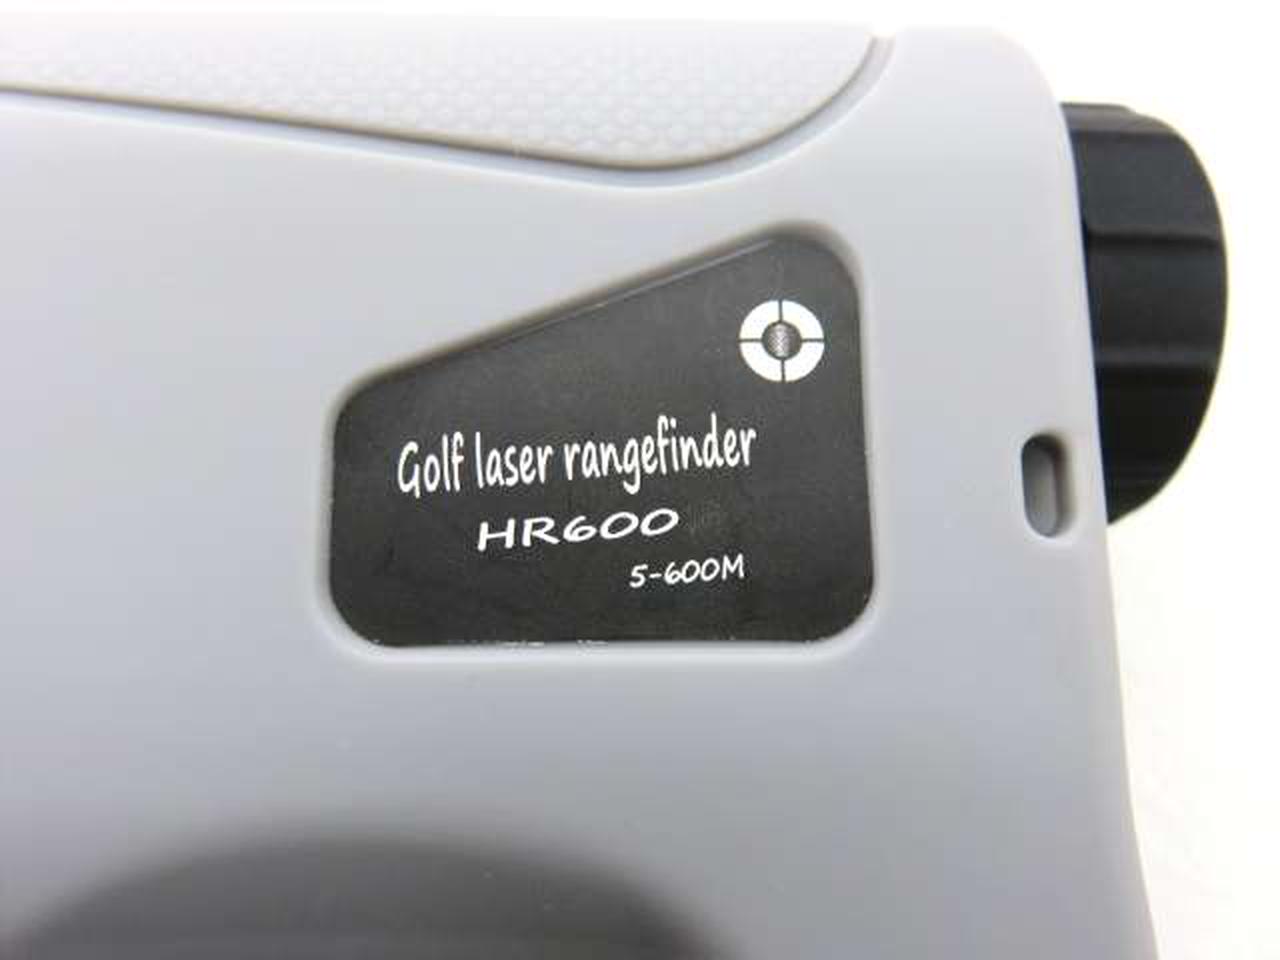 Golf laser rangefinder
HR600
5-600M